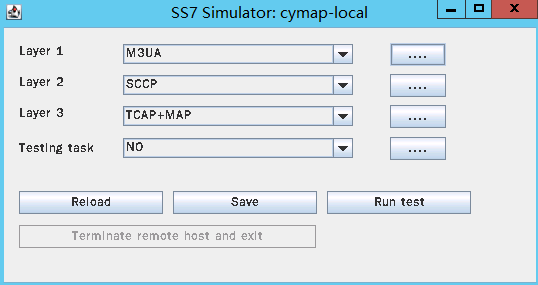 SS7 Simulator: cymap-local
Layer 1 M3UA ....
Layer 2 SCCP ....
Layer 3 TCAP+MAP ....
Testing task NO ....
Reload Save Run test
Terminate remote host and exit